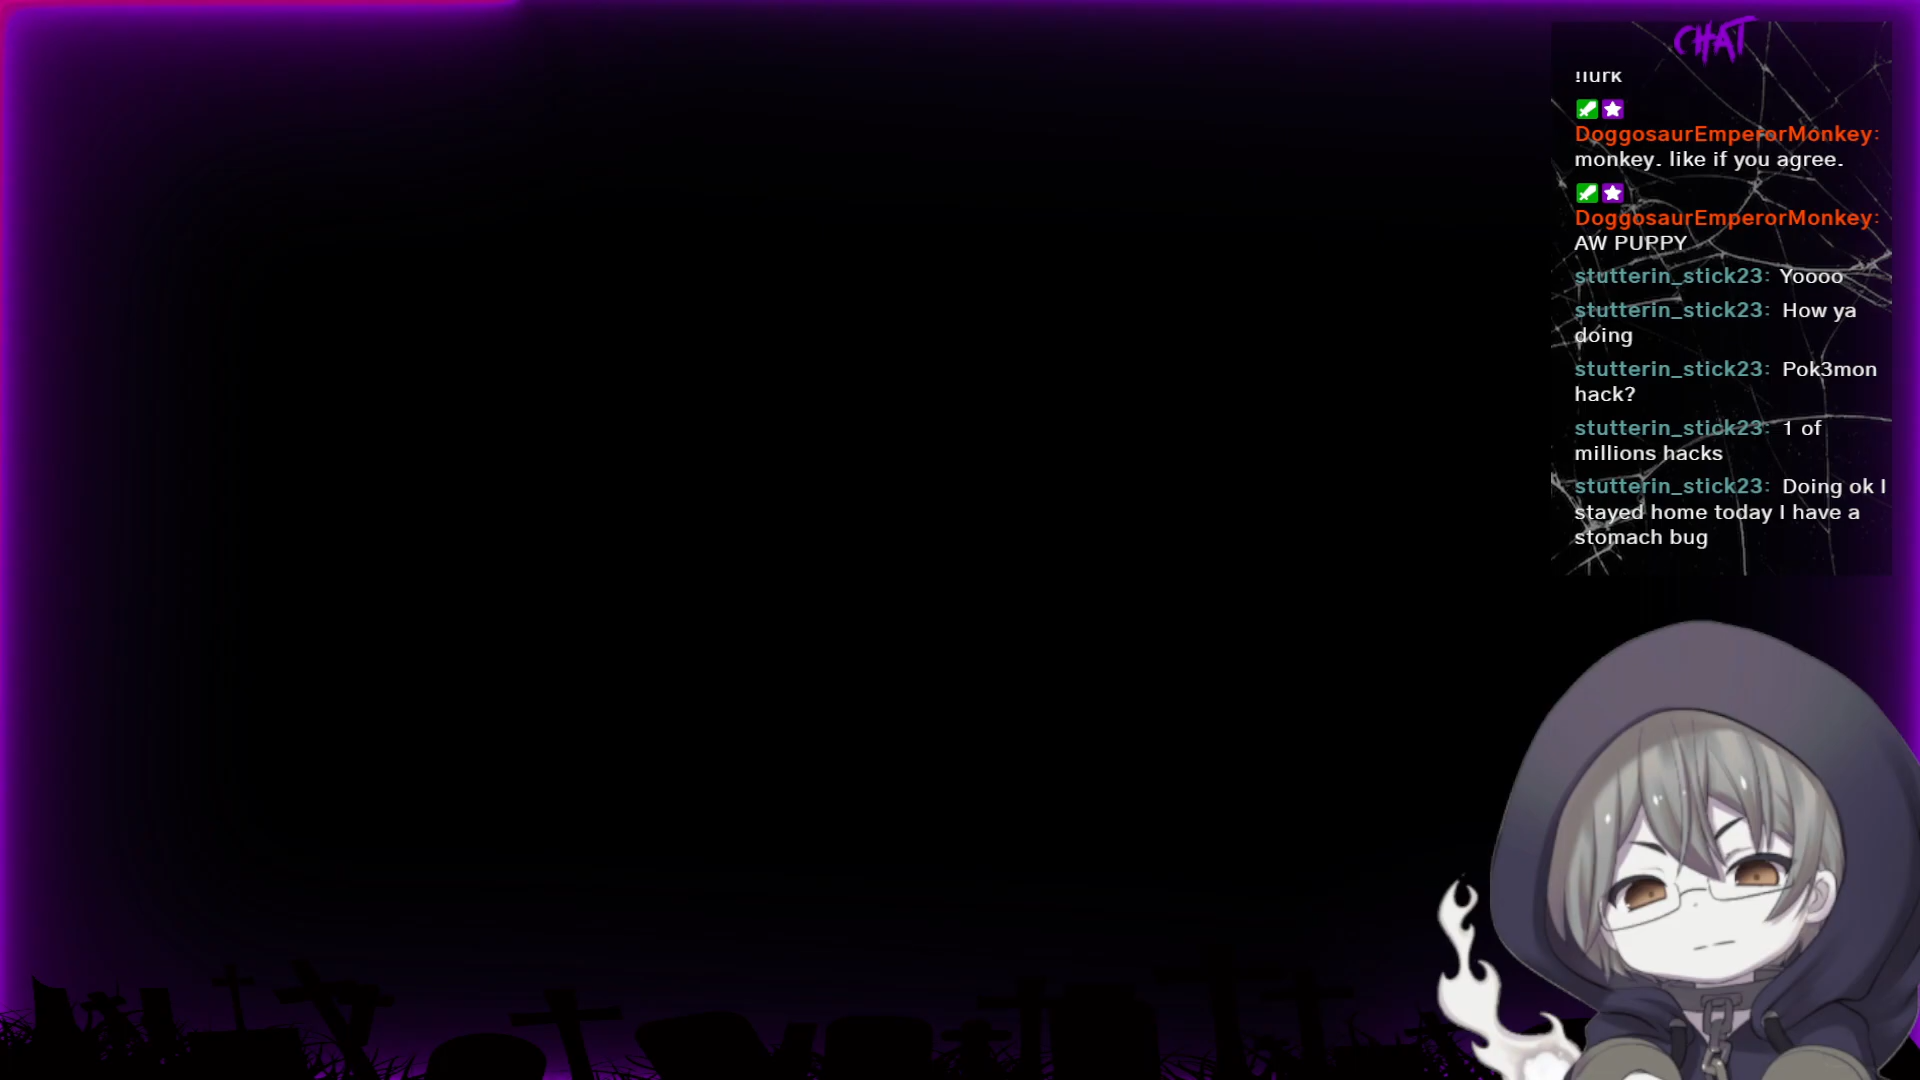 CHAT
!lurk
DoggosaurEmperorMonkey:
monkey. like if you agree.
DoggosaurEmperorMonkey:
AW PUPPY
stutterin_stick23: Yoooo
stutterin_stick23: How ya
doing
stutterin_stick23: Pok3mon
hack?
stutterin_stick23: 1 of
millions hacks
stutterin_stick23: Doing ok I
stayed home today I have a
stomach bug